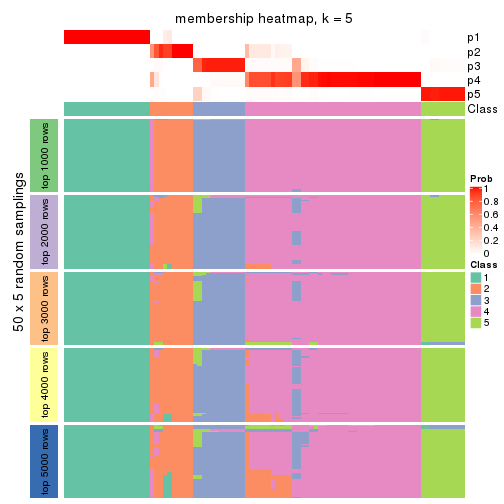 membership heatmap, k = 5
p1
p2
p3
p4
p5
Class
50 x 5 random samplings
top 1000 rows
top 2000 rows
top 3000 rows
top 4000 rows
top 5000 rows
Prob
1
0.8
0.6
0.4
0.2
0
Class
1
2
3
4
5